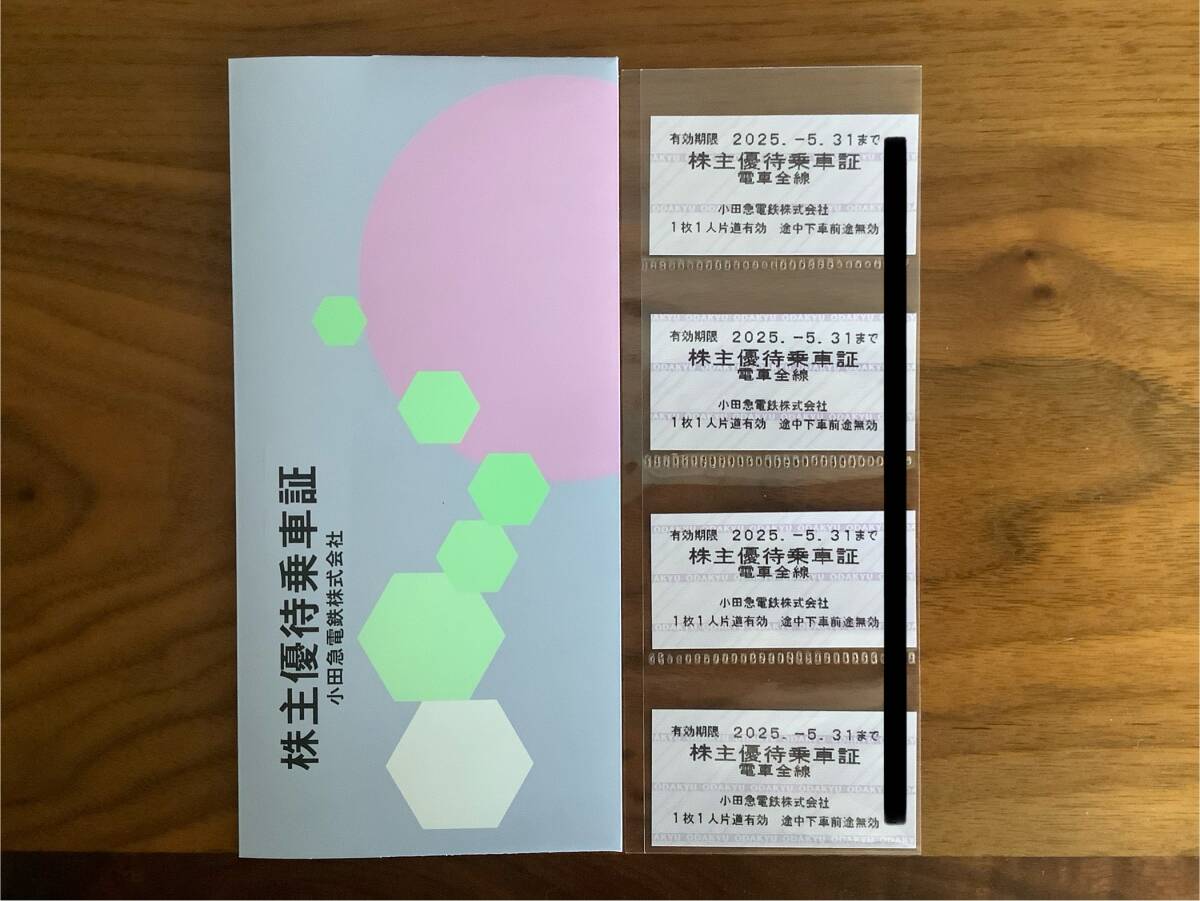 株主優待乗車証
小田急電鉄株式会社
有効期限 2025.-5.31まで
株主優待乗車証
電車全線
小田急電鉄株式会社
1枚1人片道有効 途中下車前途無効
ODAKYU ODAKYU ODAKYU ODAKYU
有効期限 2025.-5.31まで
株主優待乗車証
電車全線
小田急電鉄株式会社
1枚1人片道有効 途中下車前途無効
有効期限 2025.-5.31まで
株主優待乗車証
電車全線
小田急電鉄株式会社
1枚1人片道有効 途中下車前途無効
有効期限 2025.-5.31まで
株主優待乗車証
電車全線
小田急電鉄株式会社
1枚1人片道有効 途中下車前途無効